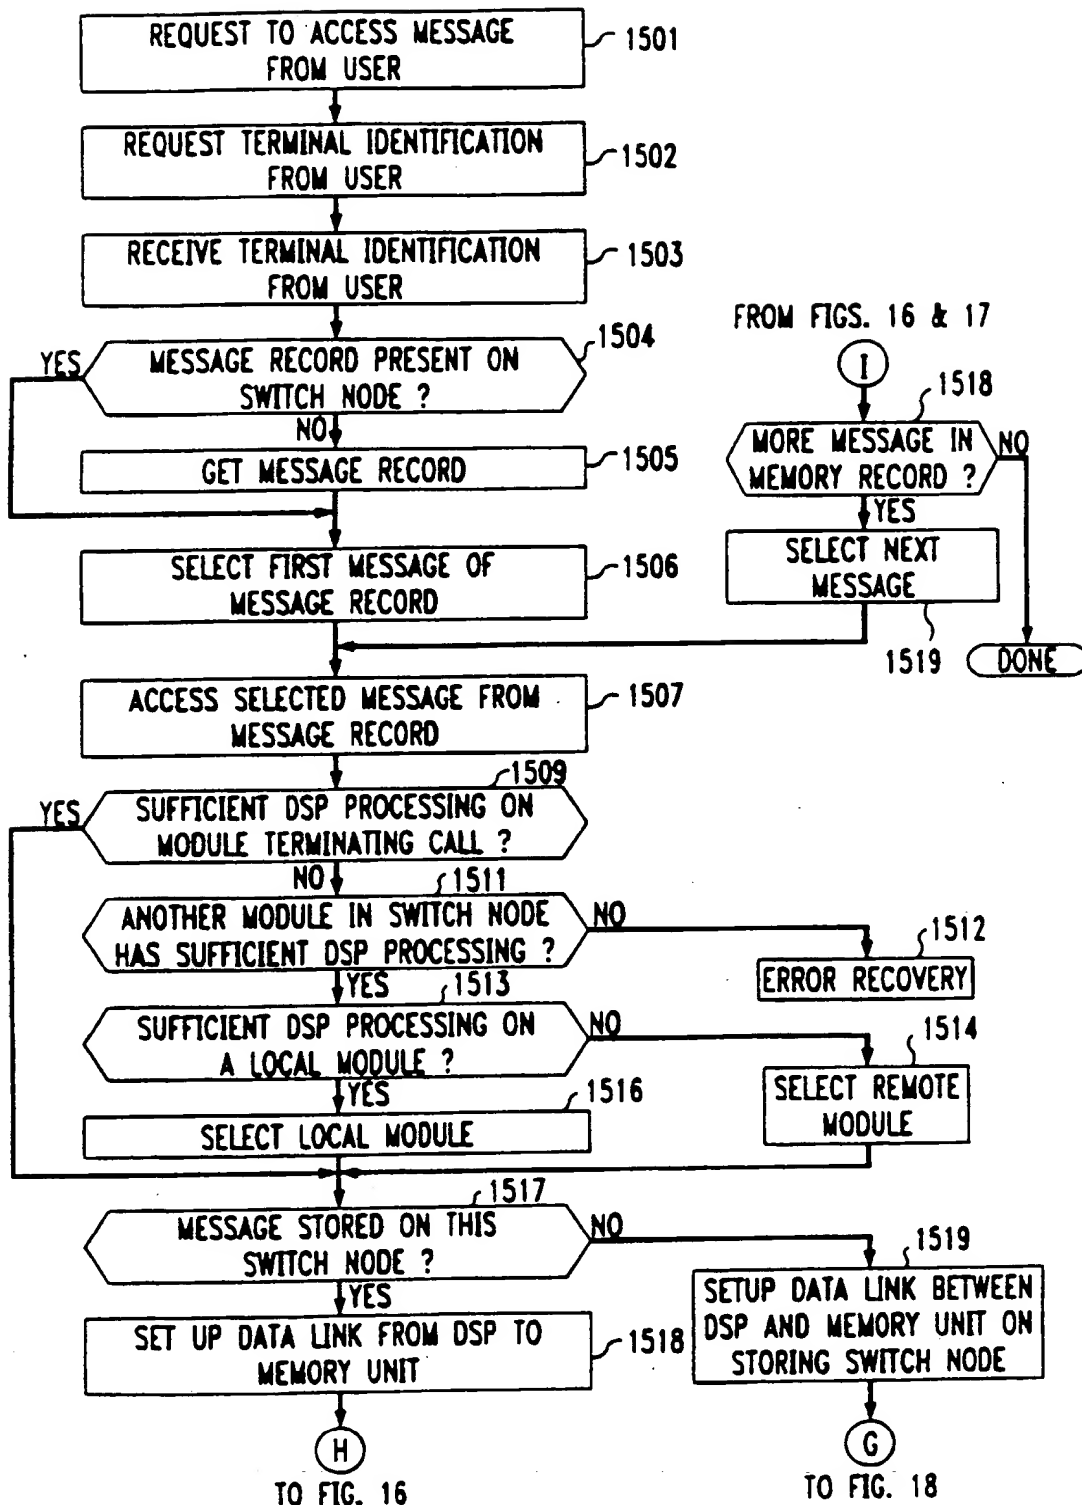 REQUEST TO ACCESS MESSAGE
FROM USER
1501
REQUEST TERMINAL IDENTIFICATION
FROM USER
1502
RECEIVE TERMINAL IDENTIFICATION
FROM USER
1503
MESSAGE RECORD PRESENT ON
SWITCH NODE ?
1504
YES
NO
GET MESSAGE RECORD
1505
SELECT FIRST MESSAGE OF
MESSAGE RECORD
1506
FROM FIGS. 16 & 17
I
1518
MORE MESSAGE IN
MEMORY RECORD ?
NO
YES
SELECT NEXT
MESSAGE
1519
DONE
ACCESS SELECTED MESSAGE FROM
MESSAGE RECORD
1507
1509
YES
SUFFICIENT DSP PROCESSING ON
MODULE TERMINATING CALL ?
NO
1511
ANOTHER MODULE IN SWITCH NODE
HAS SUFFICIENT DSP PROCESSING ?
NO
1512
ERROR RECOVERY
YES
1513
SUFFICIENT DSP PROCESSING ON
A LOCAL MODULE ?
NO
1514
SELECT REMOTE
MODULE
YES
1516
SELECT LOCAL MODULE
1517
MESSAGE STORED ON THIS
SWITCH NODE ?
NO
1519
SETUP DATA LINK BETWEEN
DSP AND MEMORY UNIT ON
STORING SWITCH NODE
YES
SET UP DATA LINK FROM DSP TO
MEMORY UNIT
1518
H
TO FIG. 16
G
TO FIG. 18